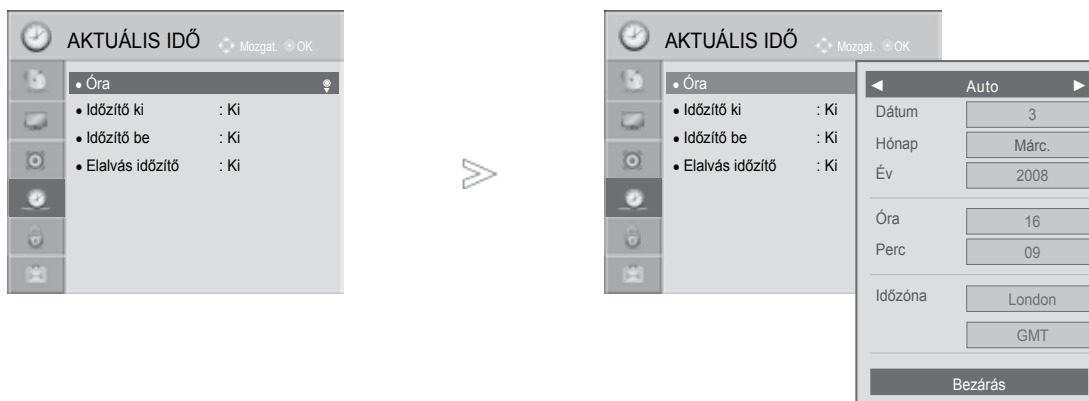 AKTUÁLIS IDŐ Mozgat. OK
• Óra
• Időzítő ki : Ki
• Időzítő be : Ki
• Elalvás időzítő : Ki
AKTUÁLIS IDŐ Mozgat. OK
• Óra
• Időzítő ki : Ki
• Időzítő be : Ki
• Elalvás időzítő : Ki
◄ Auto ►
Dátum 3
Hónap Márc.
Év 2008
Óra 16
Perc 09
Időzóna London
GMT
Bezárás